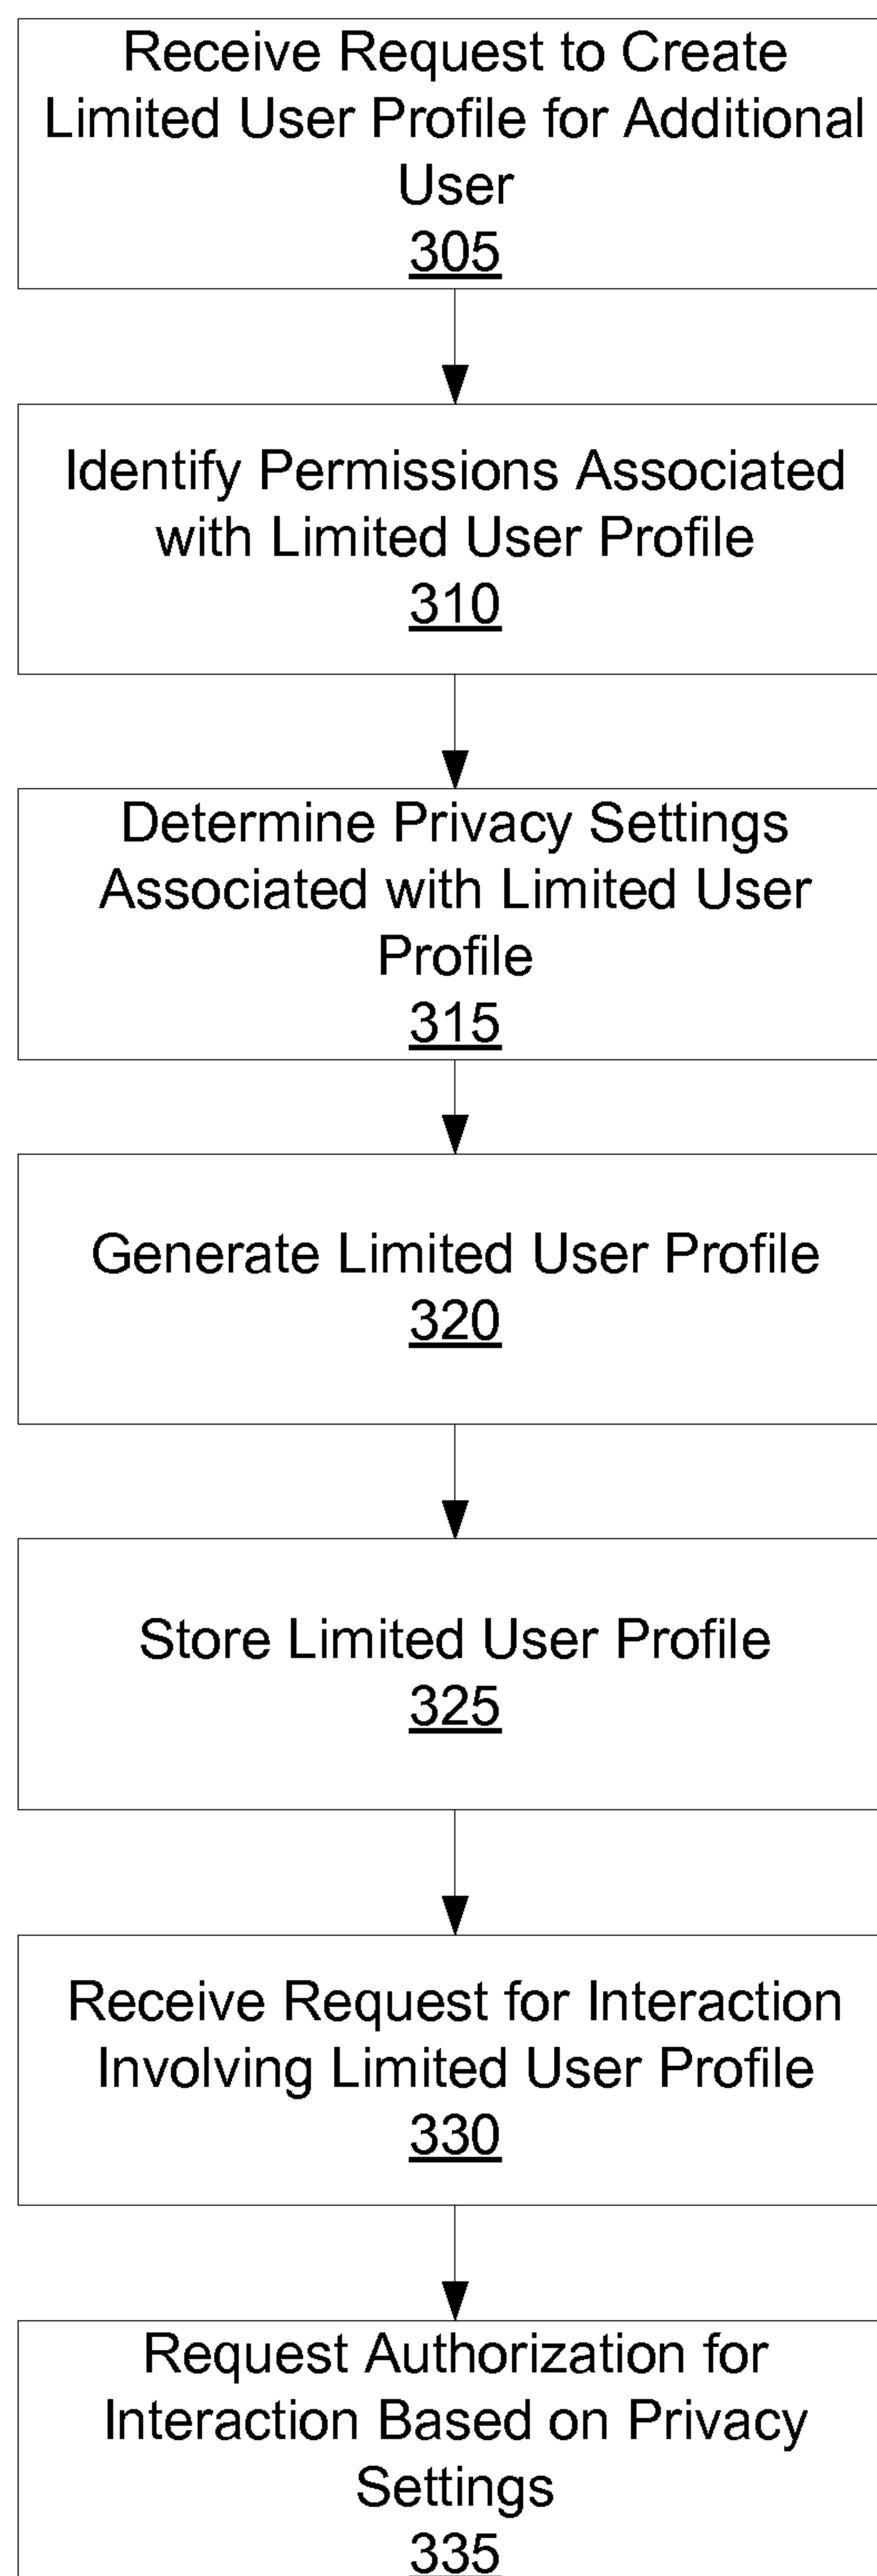 Receive Request to Create
Limited User Profile for Additional
User
305
Identify Permissions Associated
with Limited User Profile
310
Determine Privacy Settings
Associated with Limited User
Profile
315
Generate Limited User Profile
320
Store Limited User Profile
325
Receive Request for Interaction
Involving Limited User Profile
330
Request Authorization for
Interaction Based on Privacy
Settings
335